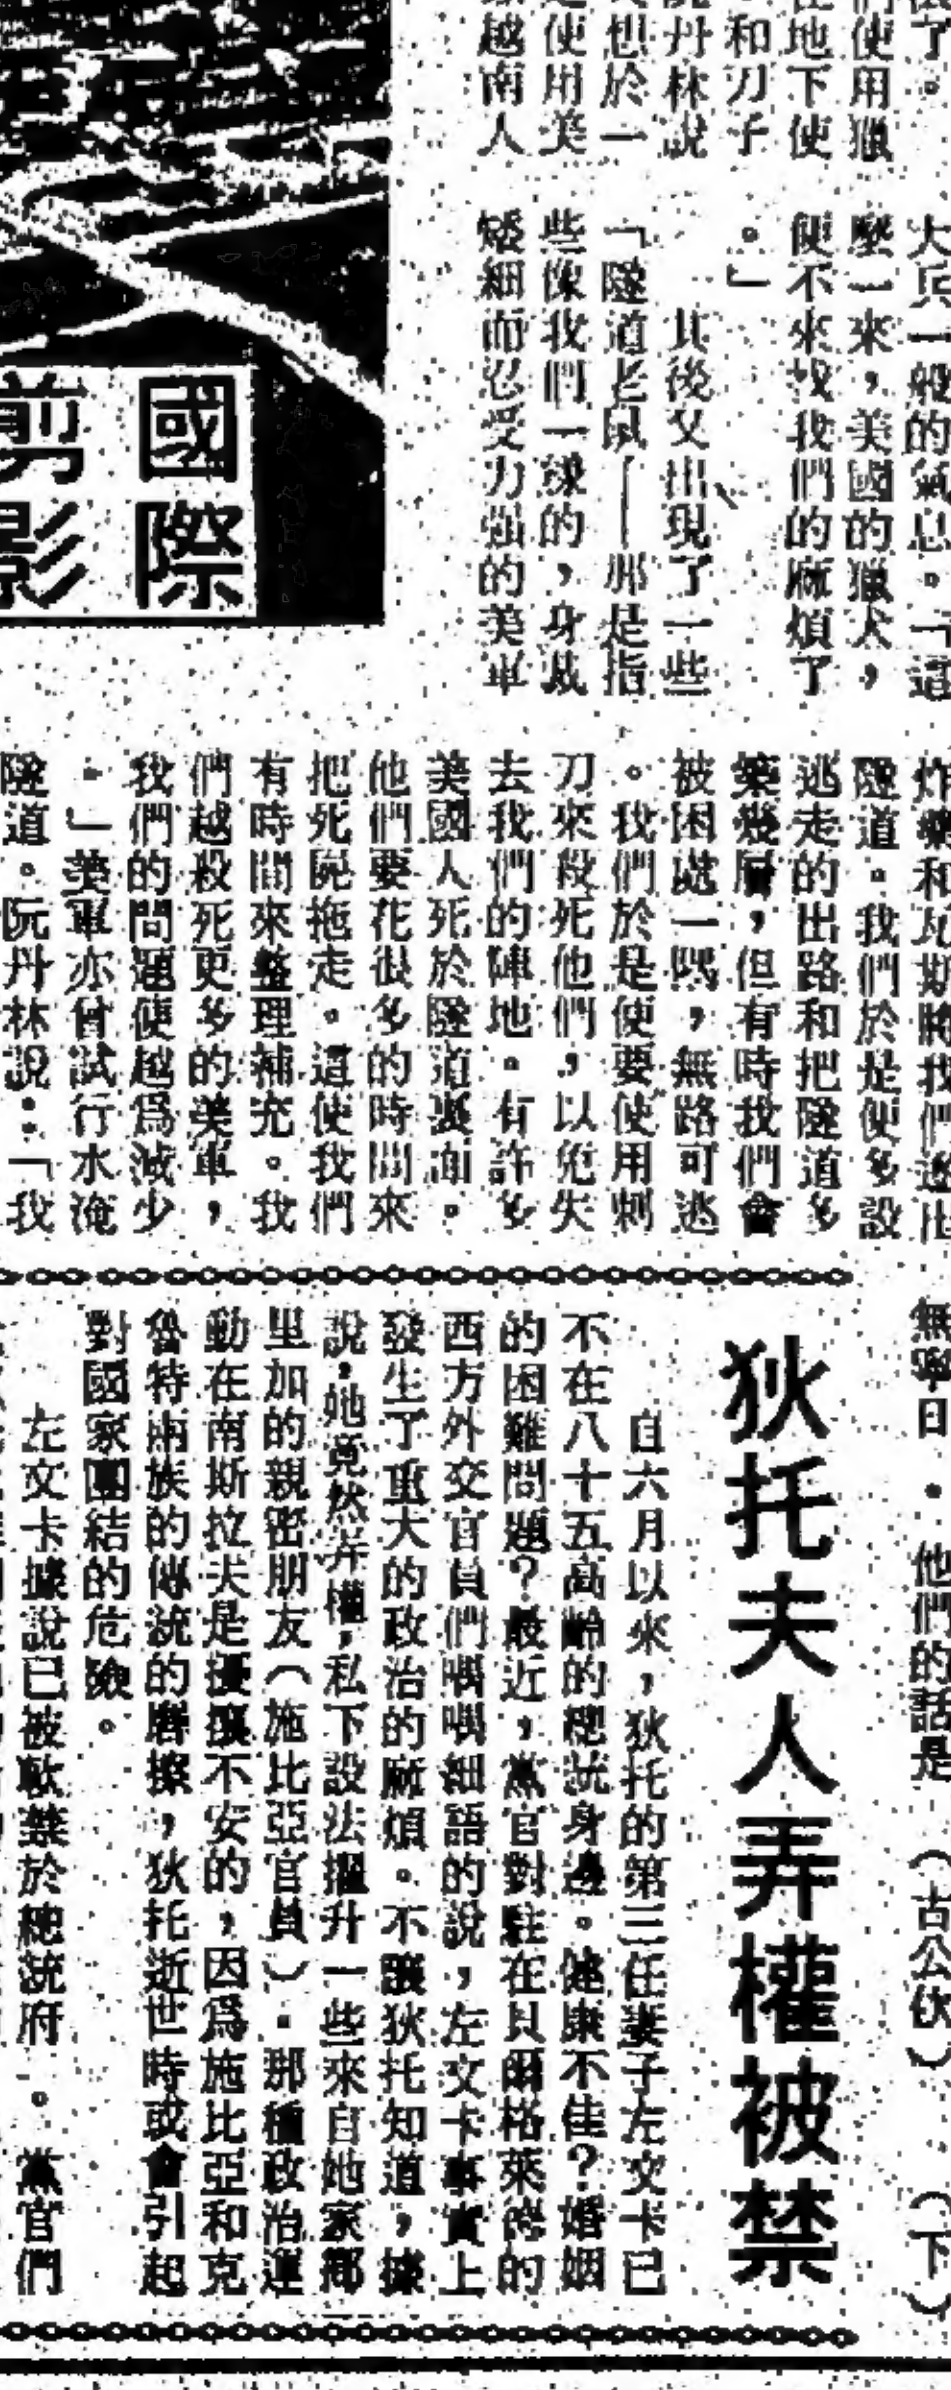 法了。
們使用獵
在地下使
和刀子
阮丹林說
想於一
使用美
越南人
大兵一般的氣息。「這
麼一來，美國的獵犬，
便不來找我們的麻煩了
。」
其後又出現了一些
「隧道老鼠」——那是指
些像我們一樣的，身裁
矮細而忍受力强的美軍
國際
剪影
炸藥和瓦斯將我們逐出
隧道。我們於是便多設
逃走的出路和把隧道多
築幾層，但有時我們會
被困處一隅，無路可逃
。我們於是便要使用刺
刀來殺死他們，以免失
去我們的陣地。有許多
美國人死於隧道裏面。
他們要花很多的時間來
把死屍拖走。這使我們
有時間來整理補充。我
們越殺死更多的美軍，
我們的問題便越爲減少
。」美軍亦曾試行水淹
隧道。阮丹林說：「我
無寧日。他們的話是
（古公伙）（下）
狄托夫人弄權被禁
自六月以來，狄托的第三任妻子左文卡已
不在八十五高齡的總統身邊。健康不佳？婚姻
的困難問題？最近，黨官對駐在貝爾格萊德的
西方外交官員們喁喁細語的說，左文卡事實上
發生了重大的政治的麻煩。不讓狄托知道，據
說，她竟然弄權，私下設法擢升一些來自她家鄉
里加的親密朋友（施比亞官員）。那種政治運
動在南斯拉夫是擾攘不安的，因爲施比亞和克
魯特兩族的傳統的磨擦，狄托逝世時或會引起
對國家團結的危險。
左文卡據說已被軟禁於總統府。黨官們